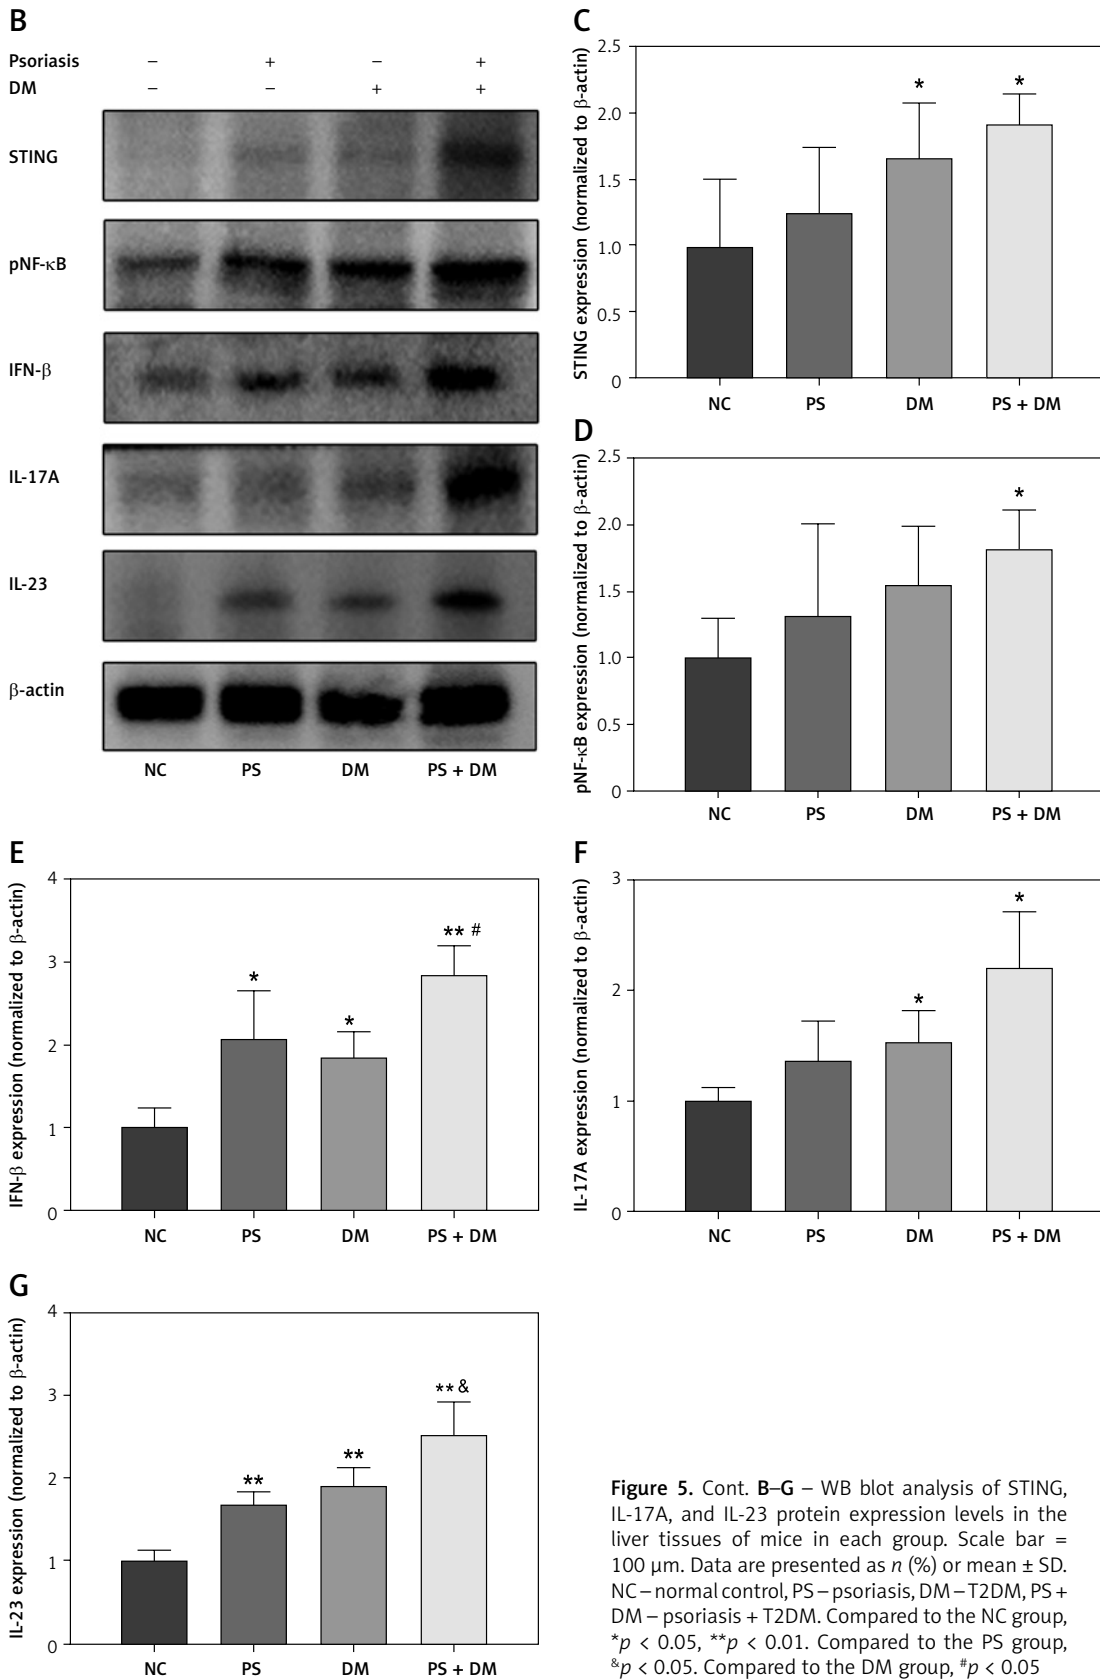 B
Psoriasis – + – +
DM – – + +
STING
pNF-κB
IFN-β
IL-17A
IL-23
β-actin
NC PS DM PS + DM
C
STING expression (normalized to β-actin)
2.5
2.0
1.5
1.0
0.5
0
* *
NC PS DM PS + DM
D
pNF-κB expression (normalized to β-actin)
2.5
2.0
1.5
1.0
0.5
0
*
NC PS DM PS + DM
E
IFN-β expression (normalized to β-actin)
4
3
2
1
0
* * ** #
NC PS DM PS + DM
F
IL-17A expression (normalized to β-actin)
3
2
1
0
* *
NC PS DM PS + DM
G
IL-23 expression (normalized to β-actin)
4
3
2
1
0
** ** ** &
NC PS DM PS + DM
Figure 5. Cont. B–G – WB blot analysis of STING,
IL-17A, and IL-23 protein expression levels in the
liver tissues of mice in each group. Scale bar =
100 μm. Data are presented as n (%) or mean ± SD.
NC – normal control, PS – psoriasis, DM – T2DM, PS +
DM – psoriasis + T2DM. Compared to the NC group,
*p < 0.05, **p < 0.01. Compared to the PS group,
&p < 0.05. Compared to the DM group, #p < 0.05